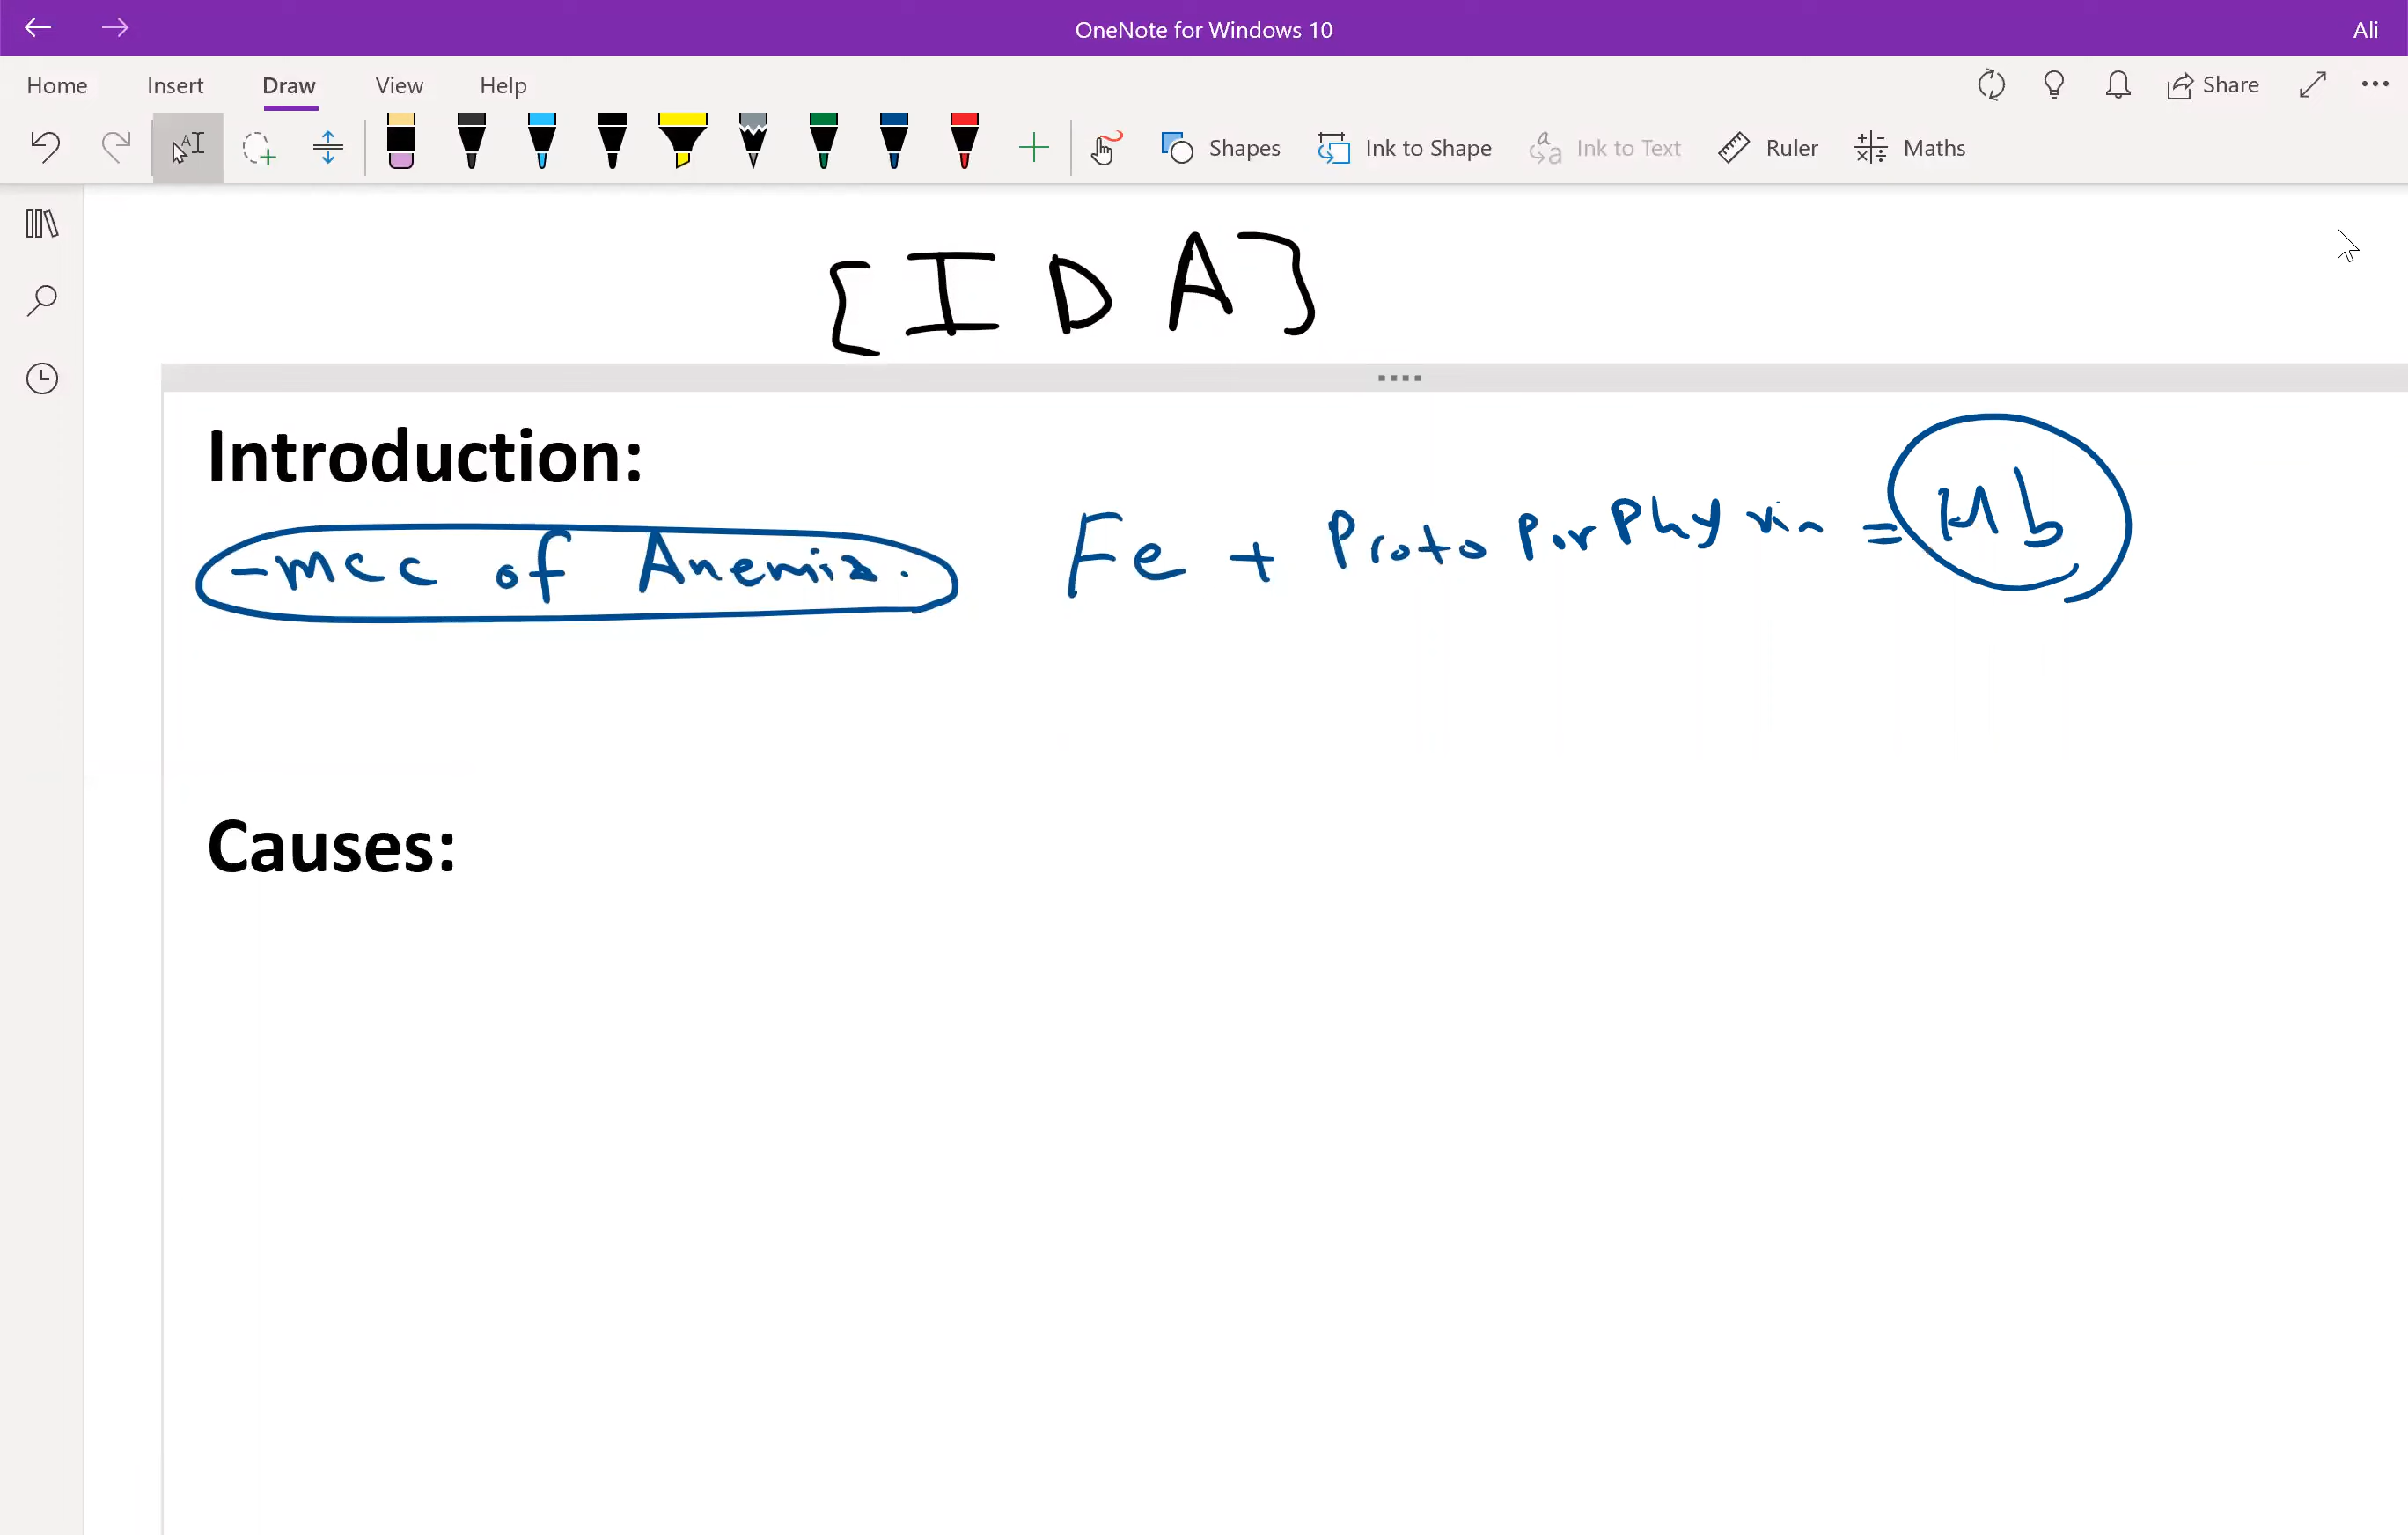 OneNote for Windows 10
Ali
Home Insert Draw View Help Share
Shapes Ink to Shape Ink to Text Ruler Maths
[IDA]
Introduction:
-mcc of Anemia. Fe + ProtoPorPhyrin = Hb
Causes: